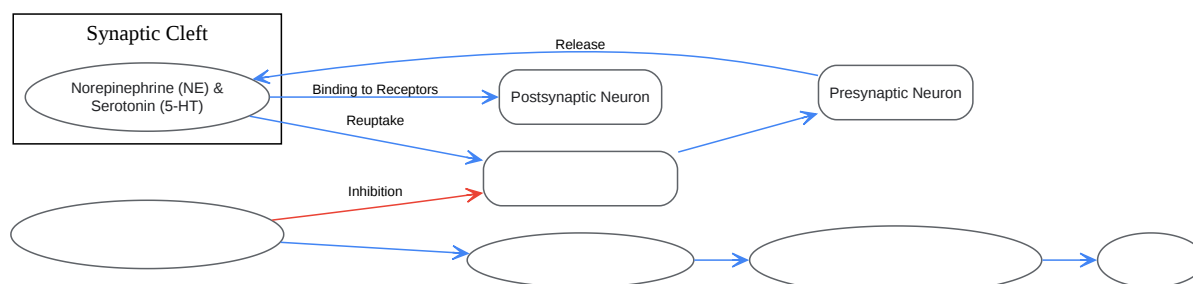 Synaptic Cleft
Release
Norepinephrine (NE) &
Serotonin (5-HT)
Binding to Receptors
Postsynaptic Neuron
Presynaptic Neuron
Reuptake
Inhibition